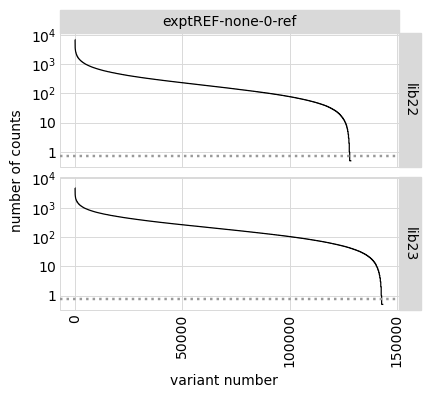 exptREF-none-0-ref
number of counts
10⁴
10³
10²
10
1
lib22
10⁴
10³
10²
10
1
lib23
0
50000
100000
150000
variant number